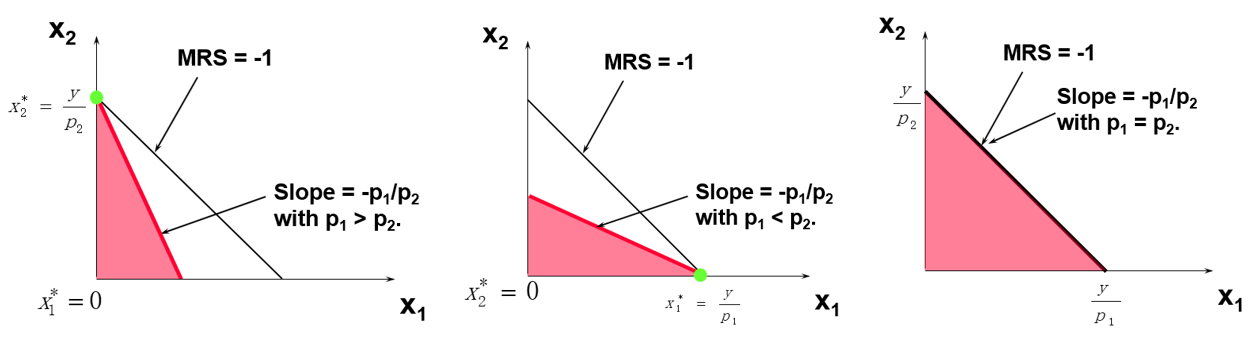 x₂
MRS = -1
x₂* = y/p₂
Slope = -p₁/p₂
with p₁ > p₂.
x₁* = 0
x₁
x₂
MRS = -1
Slope = -p₁/p₂
with p₁ < p₂.
x₂* = 0
x₁* = y/p₁
x₁
x₂
MRS = -1
y/p₂
Slope = -p₁/p₂
with p₁ = p₂.
y/p₁
x₁